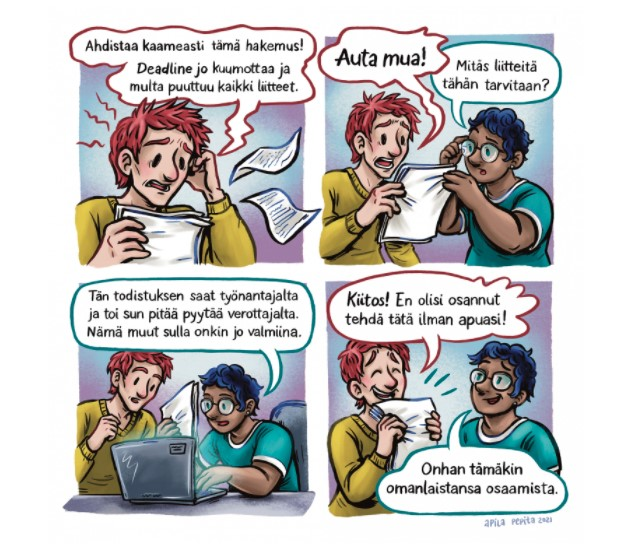 Ahdistaa kaameasti tämä hakemus!
Deadline jo kuumottaa ja
multa puuttuu kaikki liitteet.
Auta mua!
Mitäs liitteitä
tähän tarvitaan?
Tän todistuksen saat työnantajalta
ja toi sun pitää pyytää verottajalta.
Nämä muut sulla onkin jo valmiina.
Kiitos! En olisi osannut
tehdä tätä ilman apuasi!
Onhan tämäkin
omanlaistansa osaamista.
APILA PEPITA 2021